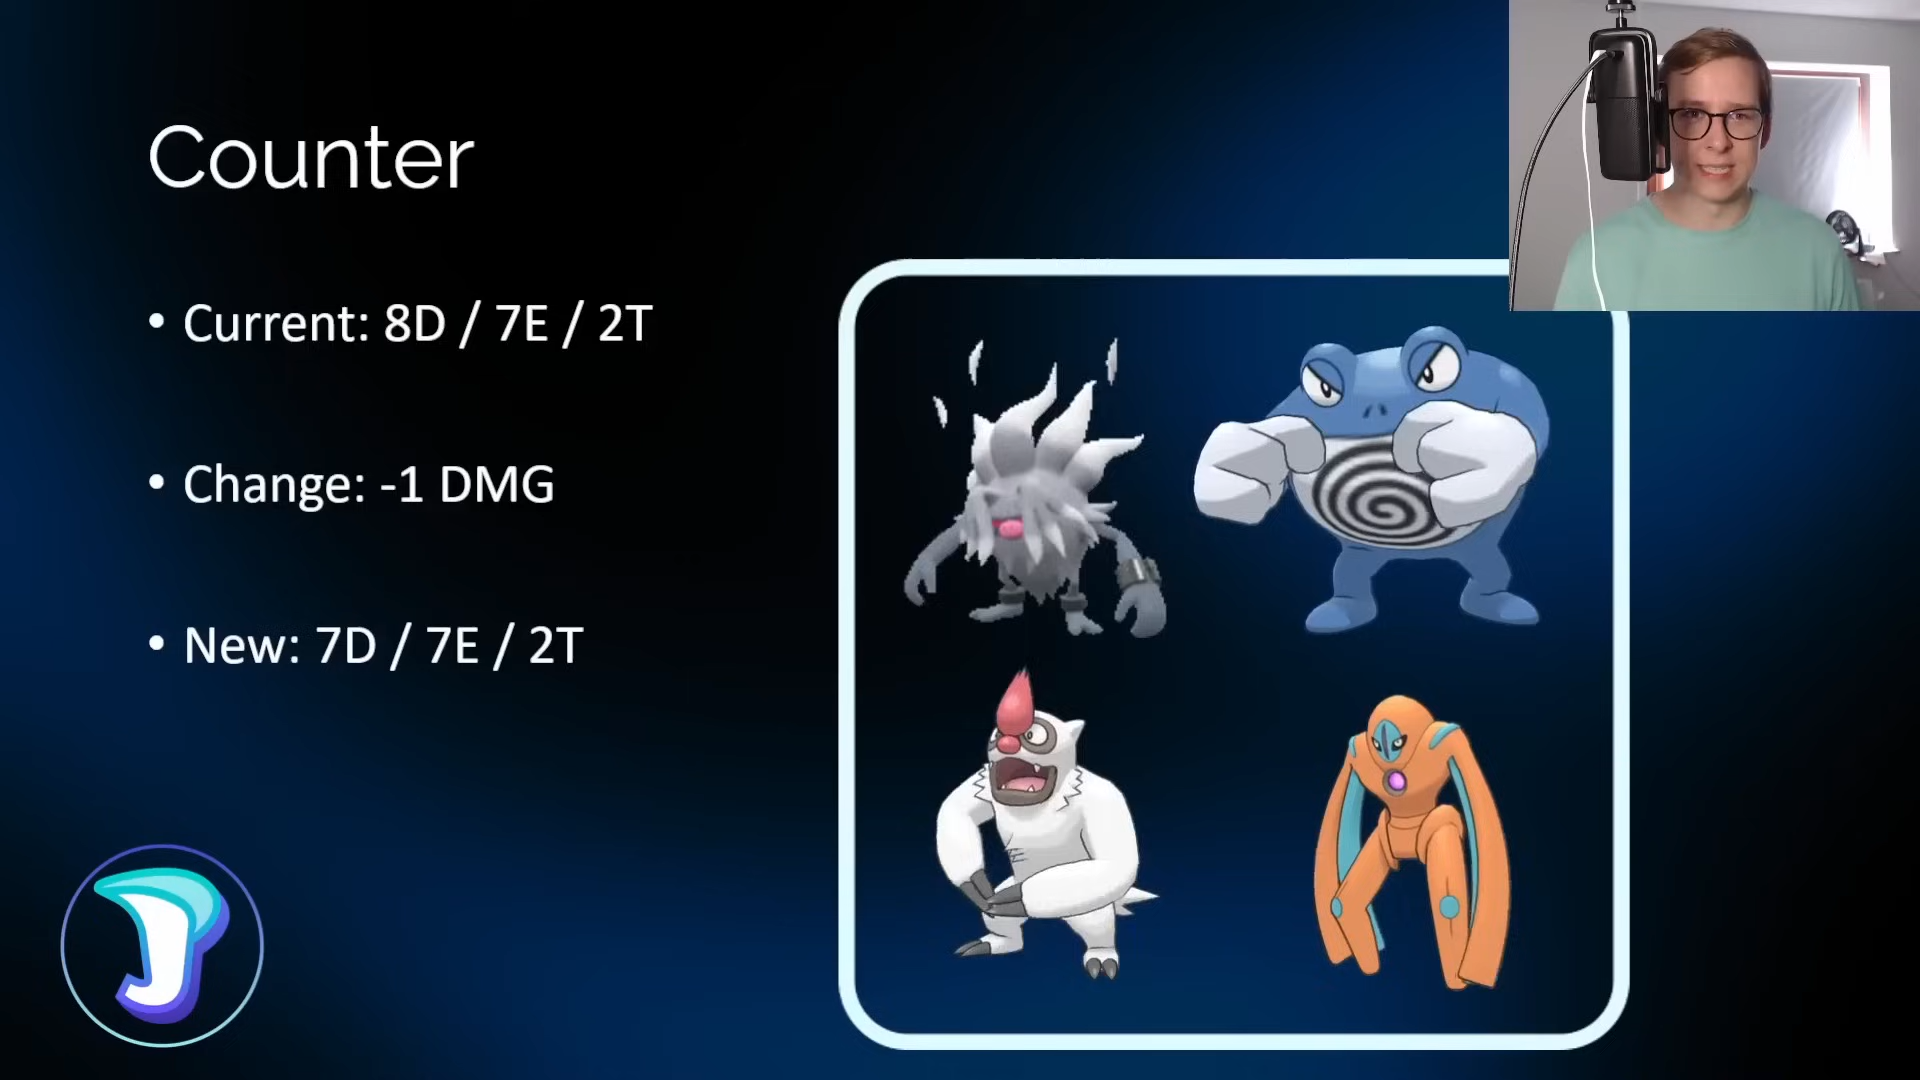 Counter
• Current: 8D / 7E / 2T
• Change: -1 DMG
• New: 7D / 7E / 2T
J